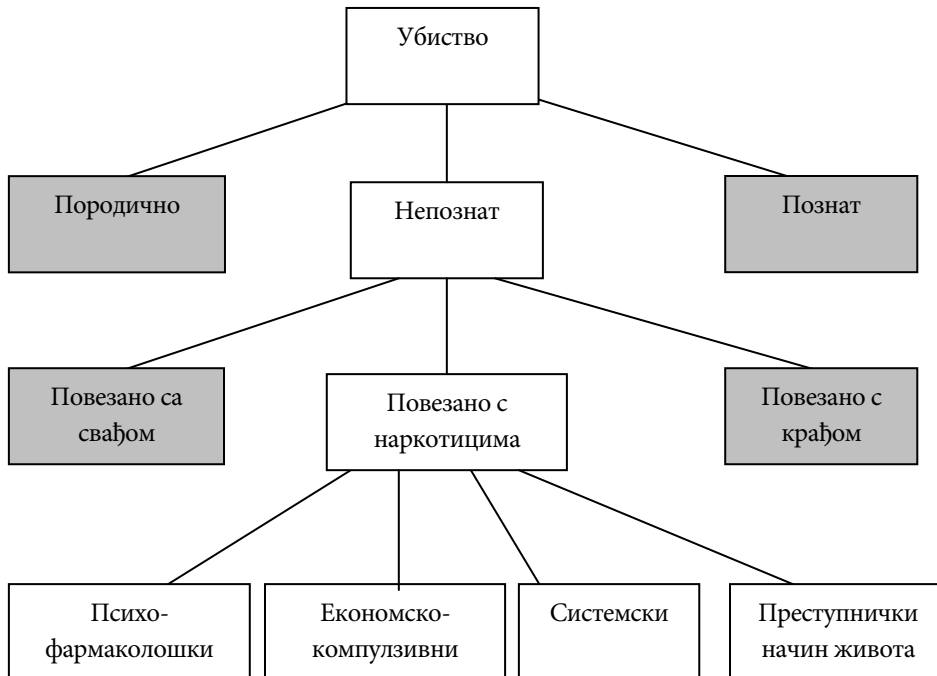 Убиство
Породично
Непознат
Познат
Повезано са
свађом
Повезано с
наркотицима
Повезано с
крађом
Психо-
фармаколошки
Економско-
компулзивни
Системски
Преступнички
начин живота